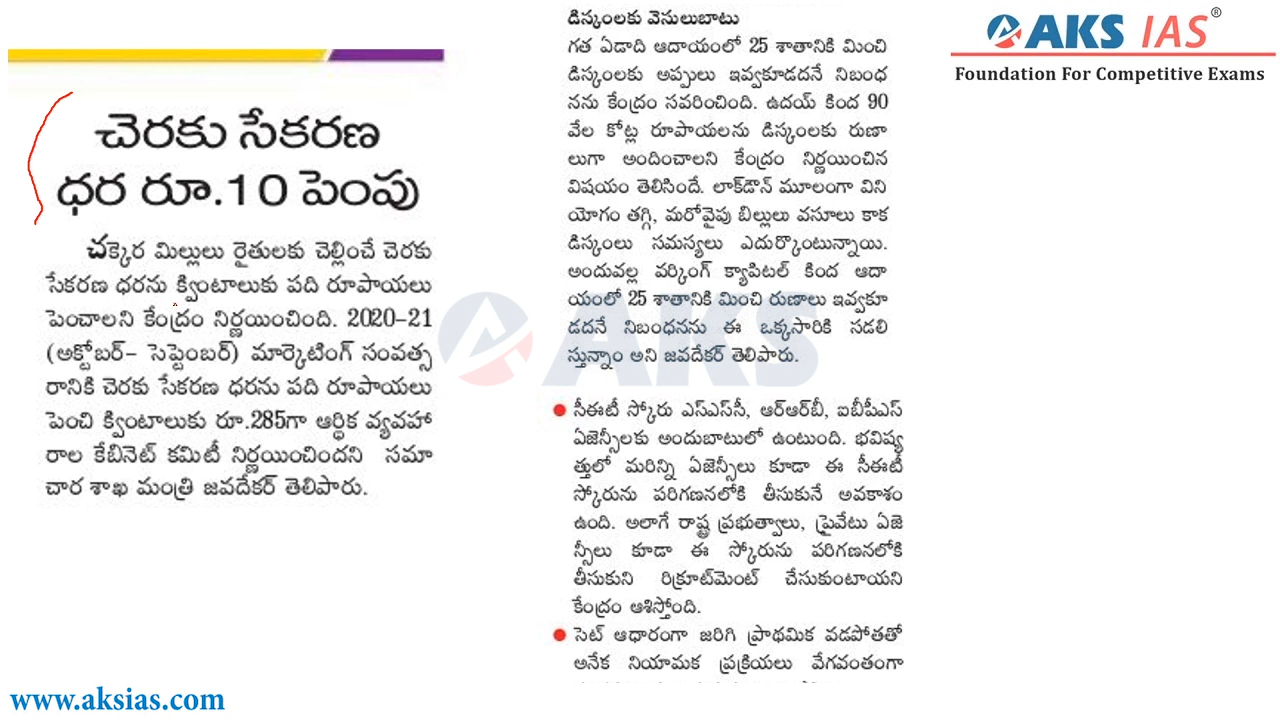 చెరకు సేకరణ
ధర రూ.10 పెంపు
చక్కెర మిల్లులు రైతులకు చెల్లించే చెరకు
సేకరణ ధరను క్వింటాలుకు పది రూపాయలు
పెంచాలని కేంద్రం నిర్ణయించింది. 2020–21
(అక్టోబర్– సెప్టెంబర్) మార్కెటింగ్ సంవత్స
రానికి చెరకు సేకరణ ధరను పది రూపాయలు
పెంచి క్వింటాలుకు రూ.285గా ఆర్థిక వ్యవహా
రాల కేబినెట్ కమిటీ నిర్ణయించిందని సమా
చార శాఖ మంత్రి జవదేకర్ తెలిపారు.
డిస్కంలకు వెసులుబాటు
గత ఏడాది ఆదాయంలో 25 శాతానికి మించి
డిస్కంలకు అప్పులు ఇవ్వకూడదనే నిబంధ
నను కేంద్రం సవరించింది. ఉదయ్ కింద 90
వేల కోట్ల రూపాయలను డిస్కంలకు రుణా
లుగా అందించాలని కేంద్రం నిర్ణయించిన
విషయం తెలిసిందే. లాక్‌డౌన్ మూలంగా విని
యోగం తగ్గి, మరోవైపు బిల్లులు వసూలు కాక
డిస్కంలు సమస్యలు ఎదుర్కొంటున్నాయి.
అందువల్ల వర్కింగ్ క్యాపిటల్ కింద ఆదా
యంలో 25 శాతానికి మించి రుణాలు ఇవ్వకూ
డదనే నిబంధనను ఈ ఒక్కసారికి సడలి
స్తున్నాం అని జవదేకర్ తెలిపారు.
సీఈటీ స్కోరు ఎస్ఎస్‌సీ, ఆర్ఆర్‌బీ, ఐబీపీఎస్
ఏజెన్సీలకు అందుబాటులో ఉంటుంది. భవిష్య
త్తులో మరిన్ని ఏజెన్సీలు కూడా ఈ సీఈటీ
స్కోరును పరిగణనలోకి తీసుకునే అవకాశం
ఉంది. అలాగే రాష్ట్ర ప్రభుత్వాలు, ప్రైవేటు ఏజె
న్సీలు కూడా ఈ స్కోరును పరిగణనలోకి
తీసుకుని రిక్రూట్‌మెంట్ చేసుకుంటాయని
కేంద్రం ఆశిస్తోంది.
సెట్ ఆధారంగా జరిగి ప్రాథమిక వడపోతతో
అనేక నియామక ప్రక్రియలు వేగవంతంగా
AKS IAS®
Foundation For Competitive Exams
AKS
www.aksias.com